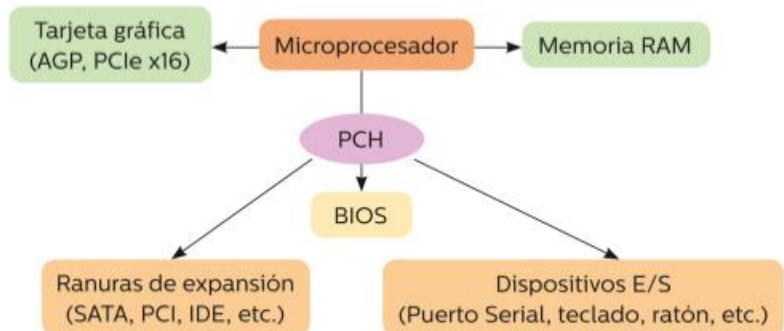 Tarjeta gráfica
(AGP, PCIe x16)
Microprocesador
Memoria RAM
PCH
BIOS
Ranuras de expansión
(SATA, PCI, IDE, etc.)
Dispositivos E/S
(Puerto Serial, teclado, ratón, etc.)